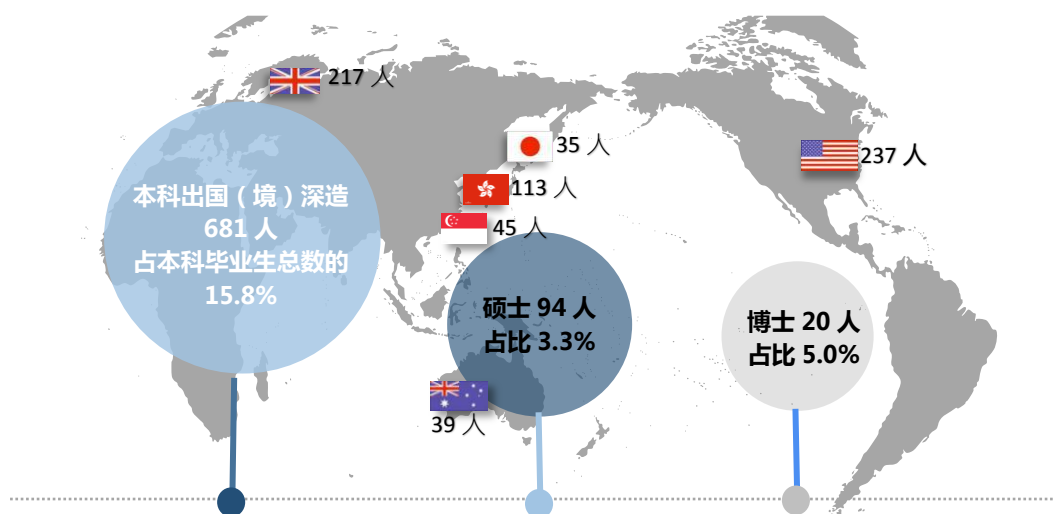 217 人
35 人
237 人
113 人
45 人
本科出国（境）深造
681 人
占本科毕业生总数的
15.8%
硕士 94 人
占比 3.3%
博士 20 人
占比 5.0%
39 人